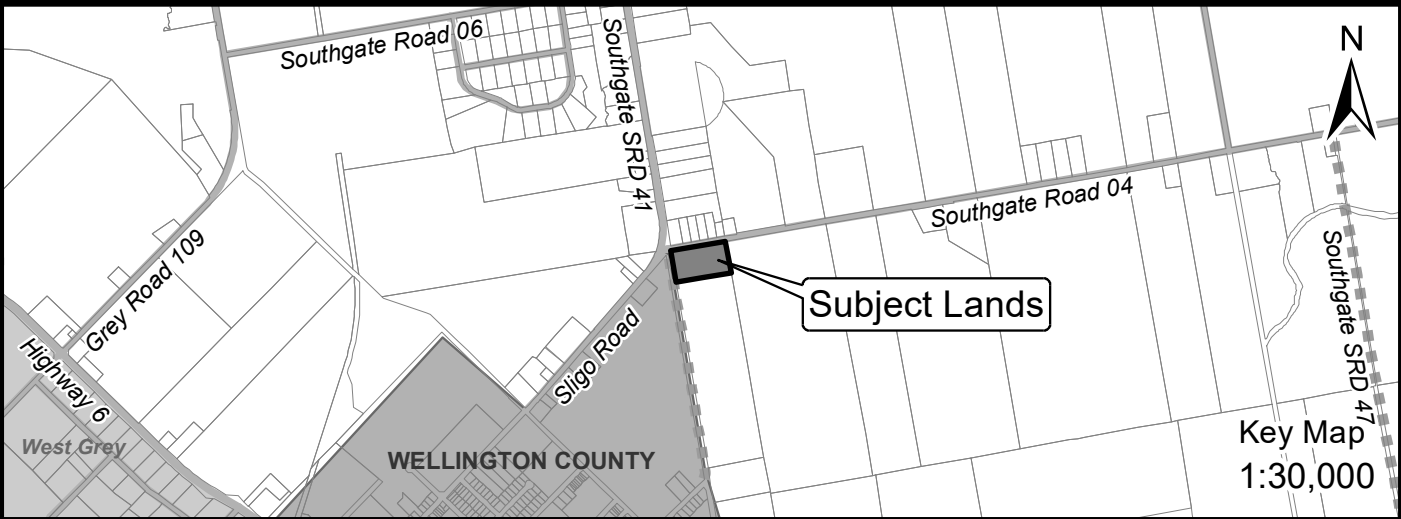 Southgate Road 06
Southgate SRD 41
N
Southgate Road 04
Grey Road 109
Subject Lands
Southgate SRD 47
Highway 6
Sligo Road
West Grey
WELLINGTON COUNTY
Key Map
1:30,000